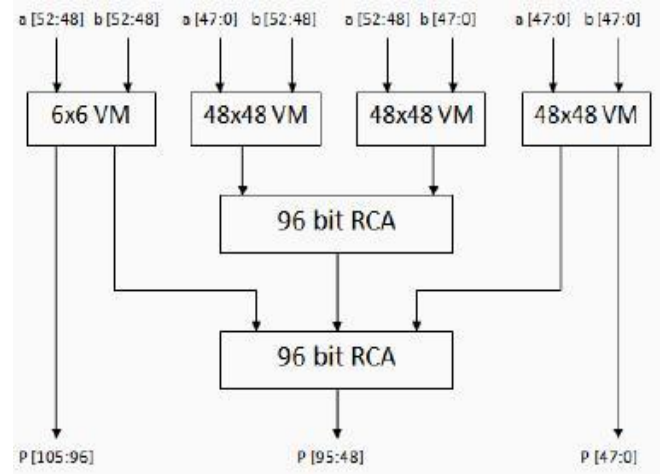 a [52:48] b [52:48] a [47:0] b [52:48] a [52:48] b [47:0] a [47:0] b [47:0]
6x6 VM 48x48 VM 48x48 VM 48x48 VM
96 bit RCA
96 bit RCA
P [105:96] P [95:48] P [47:0]